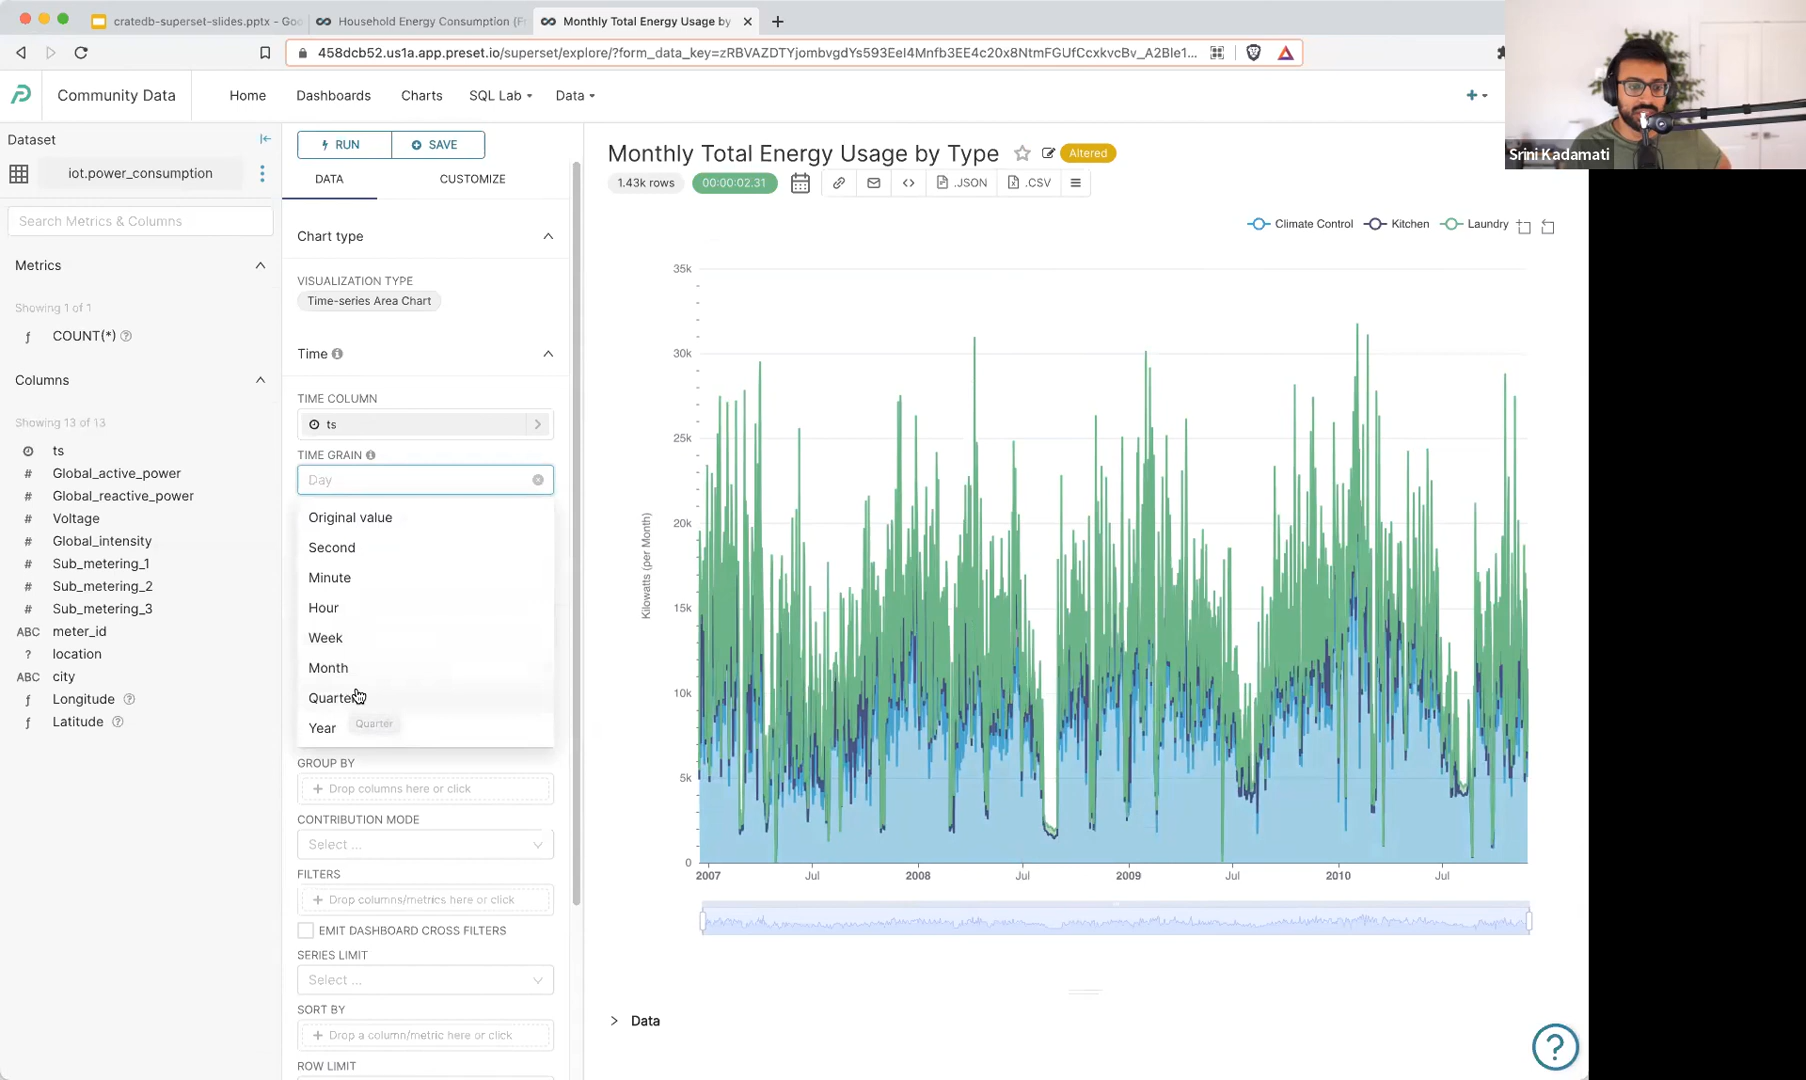 cratedb-superset-slides.pptx - Goo
Household Energy Consumption (F
Monthly Total Energy Usage by
458dcb52.us1a.app.preset.io/superset/explore/?form_data_key=zRBVAZDTYjombvgdYs593Eel4Mnfb3EE4c20x8NtmFGUfCcxkvcBv_A2Ble1...
Community Data
Home
Dashboards
Charts
SQL Lab
Data
Srini Kadamati
Dataset
iot.power_consumption
Search Metrics & Columns
Metrics
Showing 1 of 1
f COUNT(*)
Columns
Showing 13 of 13
ts
# Global_active_power
# Global_reactive_power
# Voltage
# Global_intensity
# Sub_metering_1
# Sub_metering_2
# Sub_metering_3
ABC meter_id
? location
ABC city
f Longitude
f Latitude
RUN
SAVE
DATA
CUSTOMIZE
Chart type
VISUALIZATION TYPE
Time-series Area Chart
Time
TIME COLUMN
ts
TIME GRAIN
Day
Original value
Second
Minute
Hour
Week
Month
Quarter
Year
Quarter
GROUP BY
+ Drop columns here or click
CONTRIBUTION MODE
Select ...
FILTERS
+ Drop columns/metrics here or click
EMIT DASHBOARD CROSS FILTERS
SERIES LIMIT
Select ...
SORT BY
+ Drop a column/metric here or click
ROW LIMIT
Monthly Total Energy Usage by Type
Altered
1.43k rows
00:00:02.31
.JSON
.CSV
Climate Control
Kitchen
Laundry
Kilowatts (per Month)
35k
30k
25k
20k
15k
10k
5k
0
2007
Jul
2008
Jul
2009
Jul
2010
Jul
Data
?